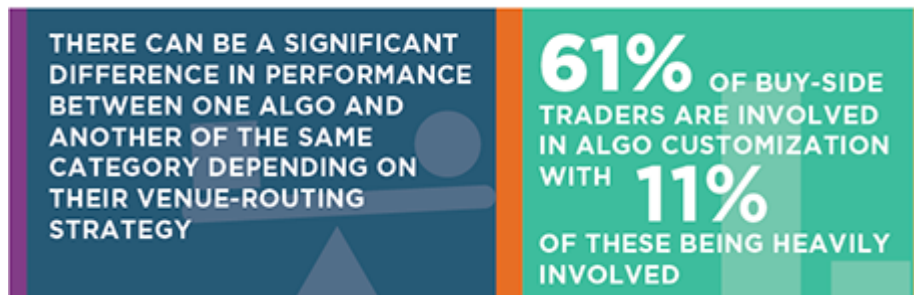 THERE CAN BE A SIGNIFICANT
DIFFERENCE IN PERFORMANCE
BETWEEN ONE ALGO AND
ANOTHER OF THE SAME
CATEGORY DEPENDING ON
THEIR VENUE-ROUTING
STRATEGY
61% OF BUY-SIDE
TRADERS ARE INVOLVED
IN ALGO CUSTOMIZATION
WITH 11%
OF THESE BEING HEAVILY
INVOLVED